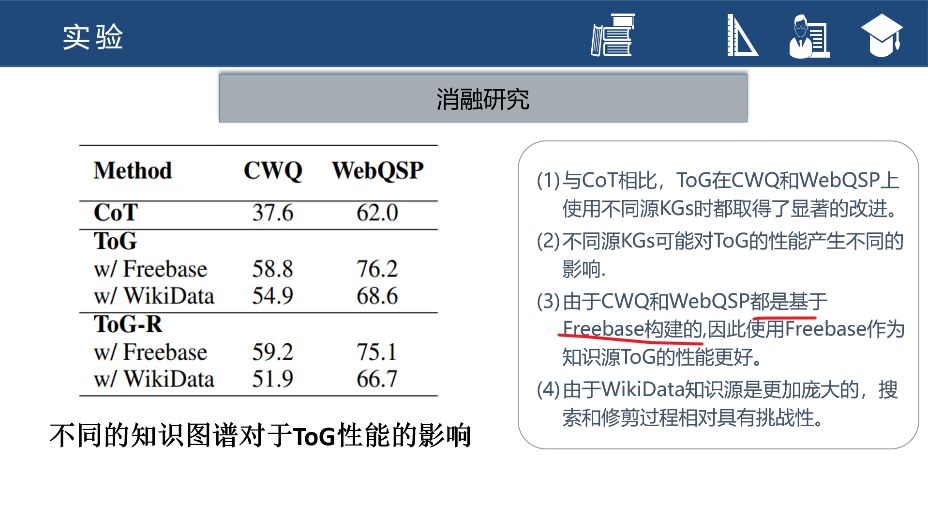 实验
消融研究
Method CWQ WebQSP
CoT 37.6 62.0
ToG
w/ Freebase 58.8 76.2
w/ WikiData 54.9 68.6
ToG-R
w/ Freebase 59.2 75.1
w/ WikiData 51.9 66.7
不同的知识图谱对于ToG性能的影响
(1)与CoT相比，ToG在CWQ和WebQSP上
使用不同源KGs时都取得了显著的改进。
(2)不同源KGs可能对ToG的性能产生不同的
影响.
(3)由于CWQ和WebQSP都是基于
Freebase构建的,因此使用Freebase作为
知识源ToG的性能更好。
(4)由于WikiData知识源是更加庞大的，搜
索和修剪过程相对具有挑战性。